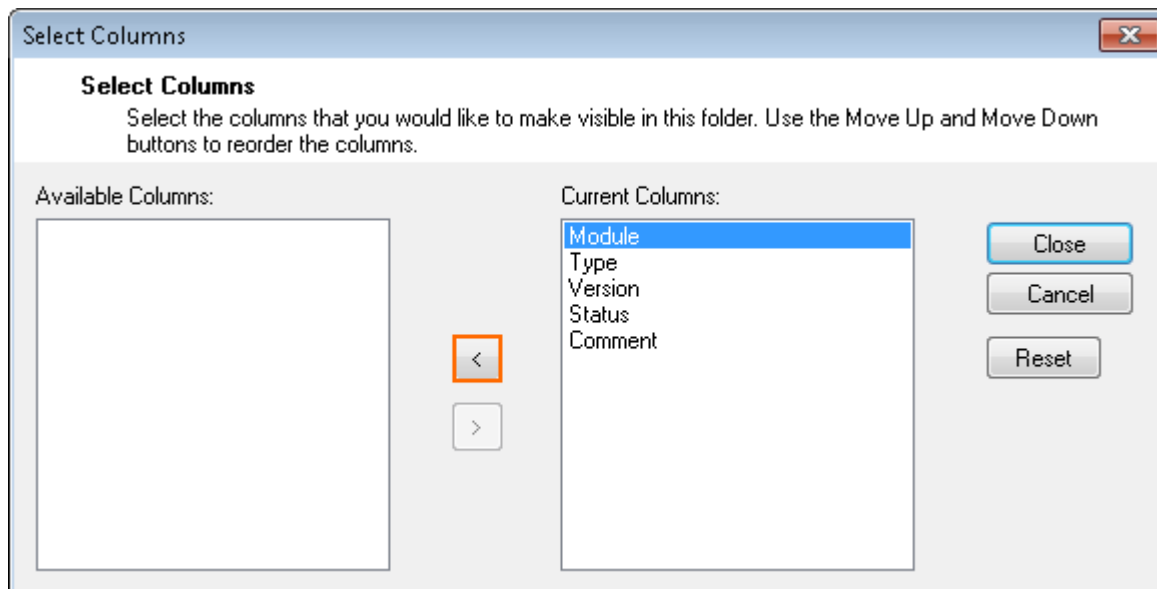 Select Columns
Select Columns
Select the columns that you would like to make visible in this folder. Use the Move Up and Move Down
buttons to reorder the columns.
Available Columns:
Current Columns:
Module
Type
Version
Status
Comment
<
>
Close
Cancel
Reset